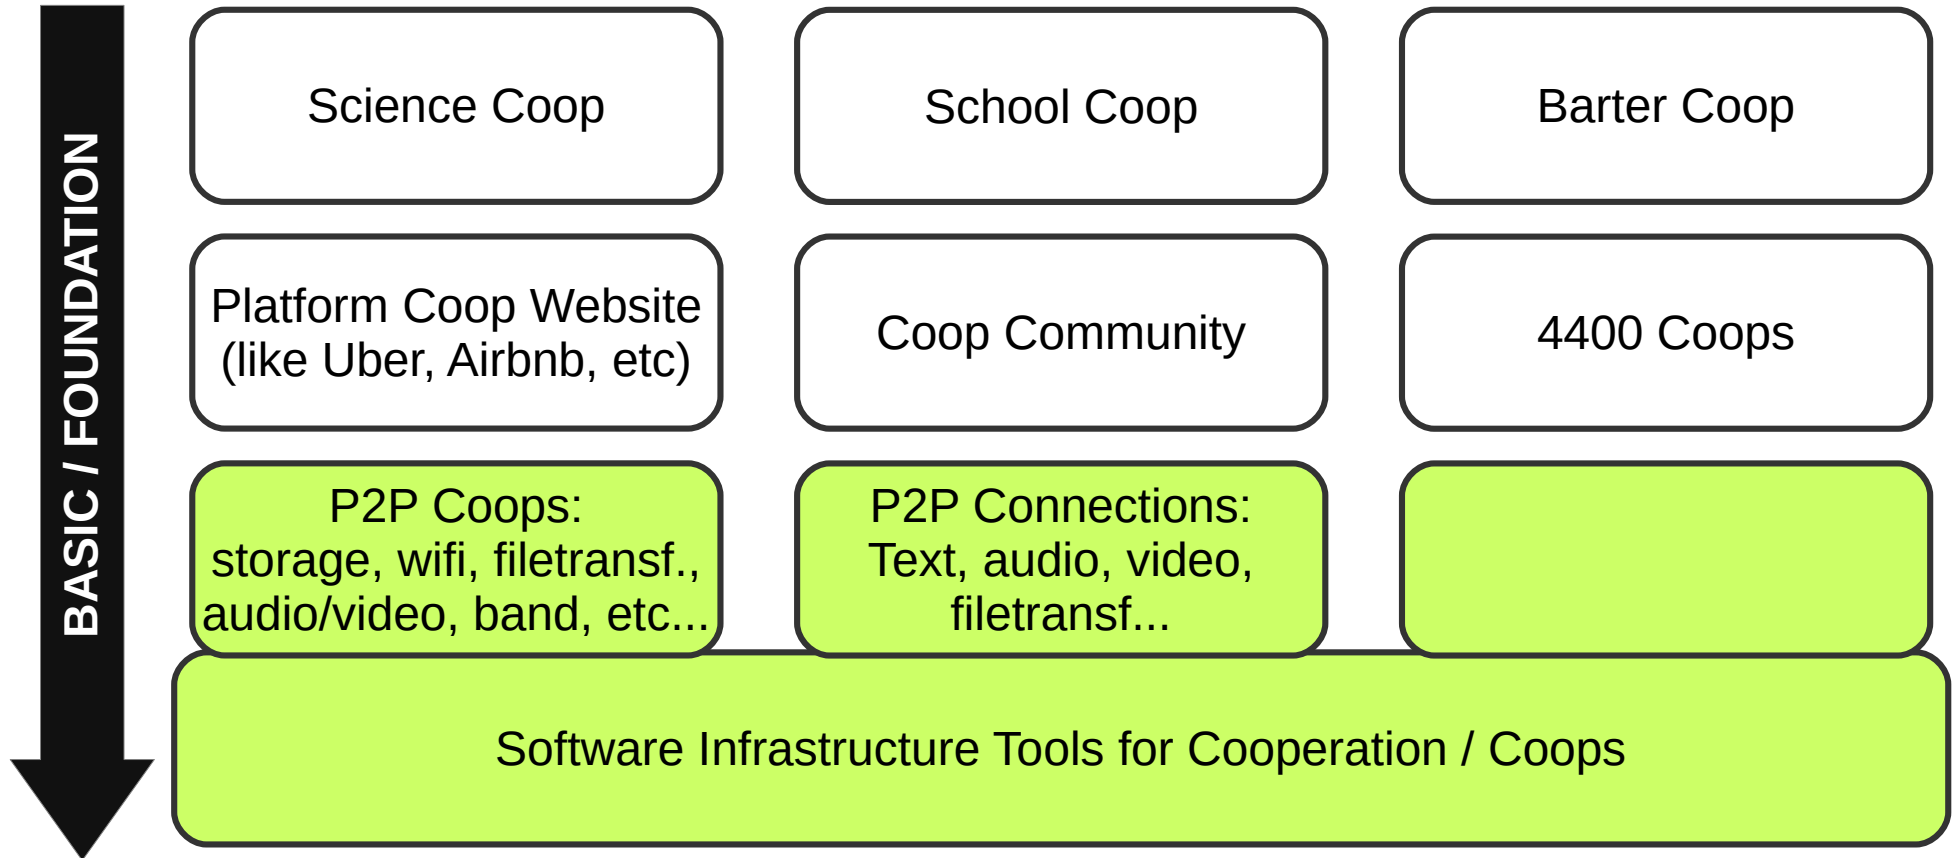 BASIC / FOUNDATION
Science Coop
School Coop
Barter Coop
Platform Coop Website
(like Uber, Airbnb, etc)
Coop Community
4400 Coops
P2P Coops:
storage, wifi, filetransf.,
audio/video, band, etc...
P2P Connections:
Text, audio, video,
filetransf...
Software Infrastructure Tools for Cooperation / Coops